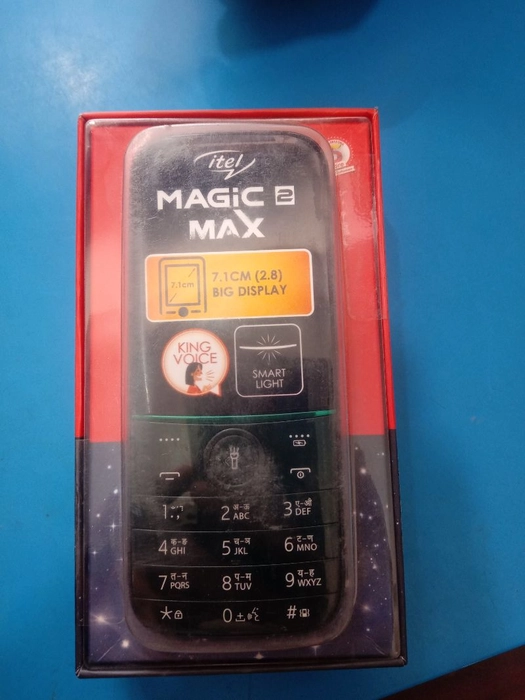 itel
MAGiC 2
MAX
7.1cm
7.1CM (2.8)
BIG DISPLAY
KING
VOICE
SMART
LIGHT
1
2 अ-अः ABC
3 ए-औ DEF
4 क-ङ GHI
5 च-ञ JKL
6 ट-ण MNO
7 त-न PQRS
8 प-म TUV
9 य-ह WXYZ
* 0 #